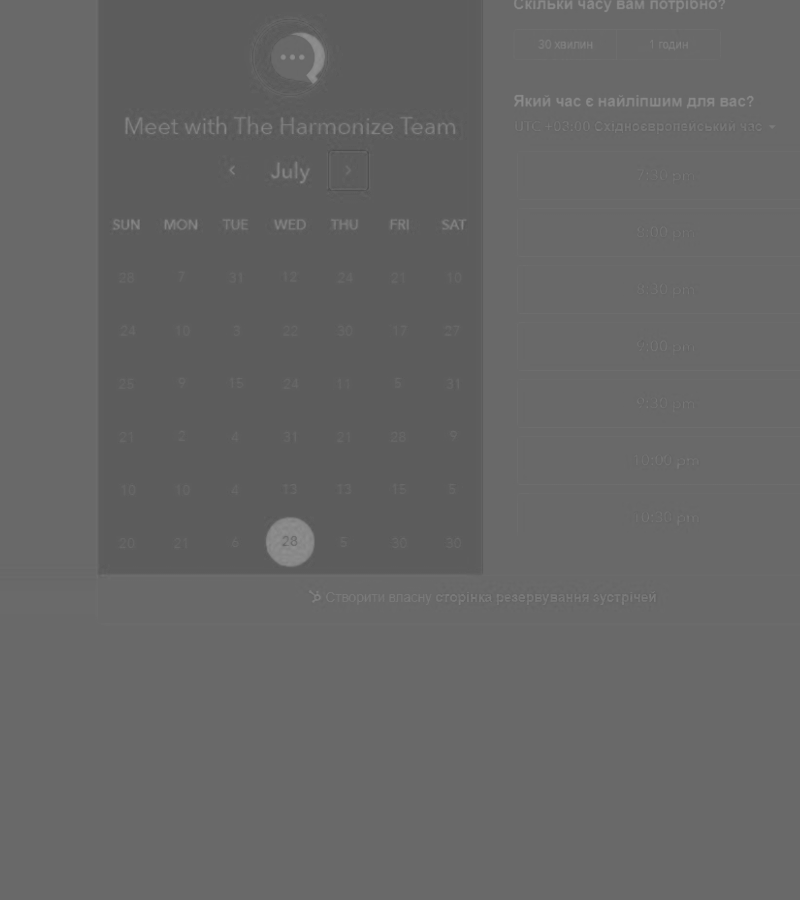 Meet with The Harmonize Team
July
SUN MON TUE WED THU FRI SAT
28 7 31 12 24 21 10
24 10 3 22 30 17 27
25 9 15 24 11 5 31
21 2 4 31 21 28 9
10 10 4 13 13 15 5
20 21 6 28 5 30 30
Скільки часу вам потрібно?
30 хвилин 1 годин
Який час є найліпшим для вас?
UTC +03:00 Східноєвропейський час
7:30 pm
8:00 pm
8:30 pm
9:00 pm
9:30 pm
10:00 pm
10:30 pm
Створити власну сторінка резервування зустрічей